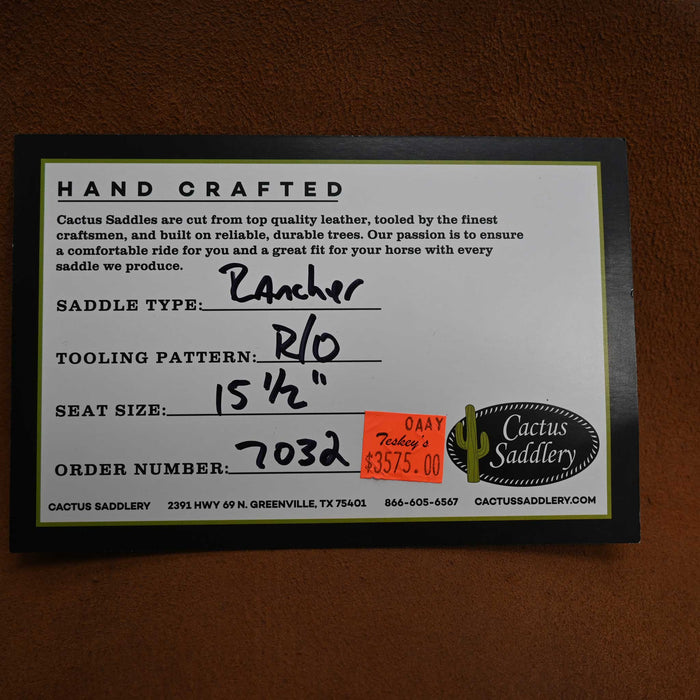 HAND CRAFTED
Cactus Saddles are cut from top quality leather, tooled by the finest
craftsmen, and built on reliable, durable trees. Our passion is to ensure
a comfortable ride for you and a great fit for your horse with every
saddle we produce.
SADDLE TYPE: Rancher
TOOLING PATTERN: R/O
SEAT SIZE: 15 1/2"
ORDER NUMBER: 7032
OAAY
Teskey's
$3575.00
Cactus
Saddlery
CACTUS SADDLERY 2391 HWY 69 N. GREENVILLE, TX 75401 866-605-6567 CACTUSSADDLERY.COM